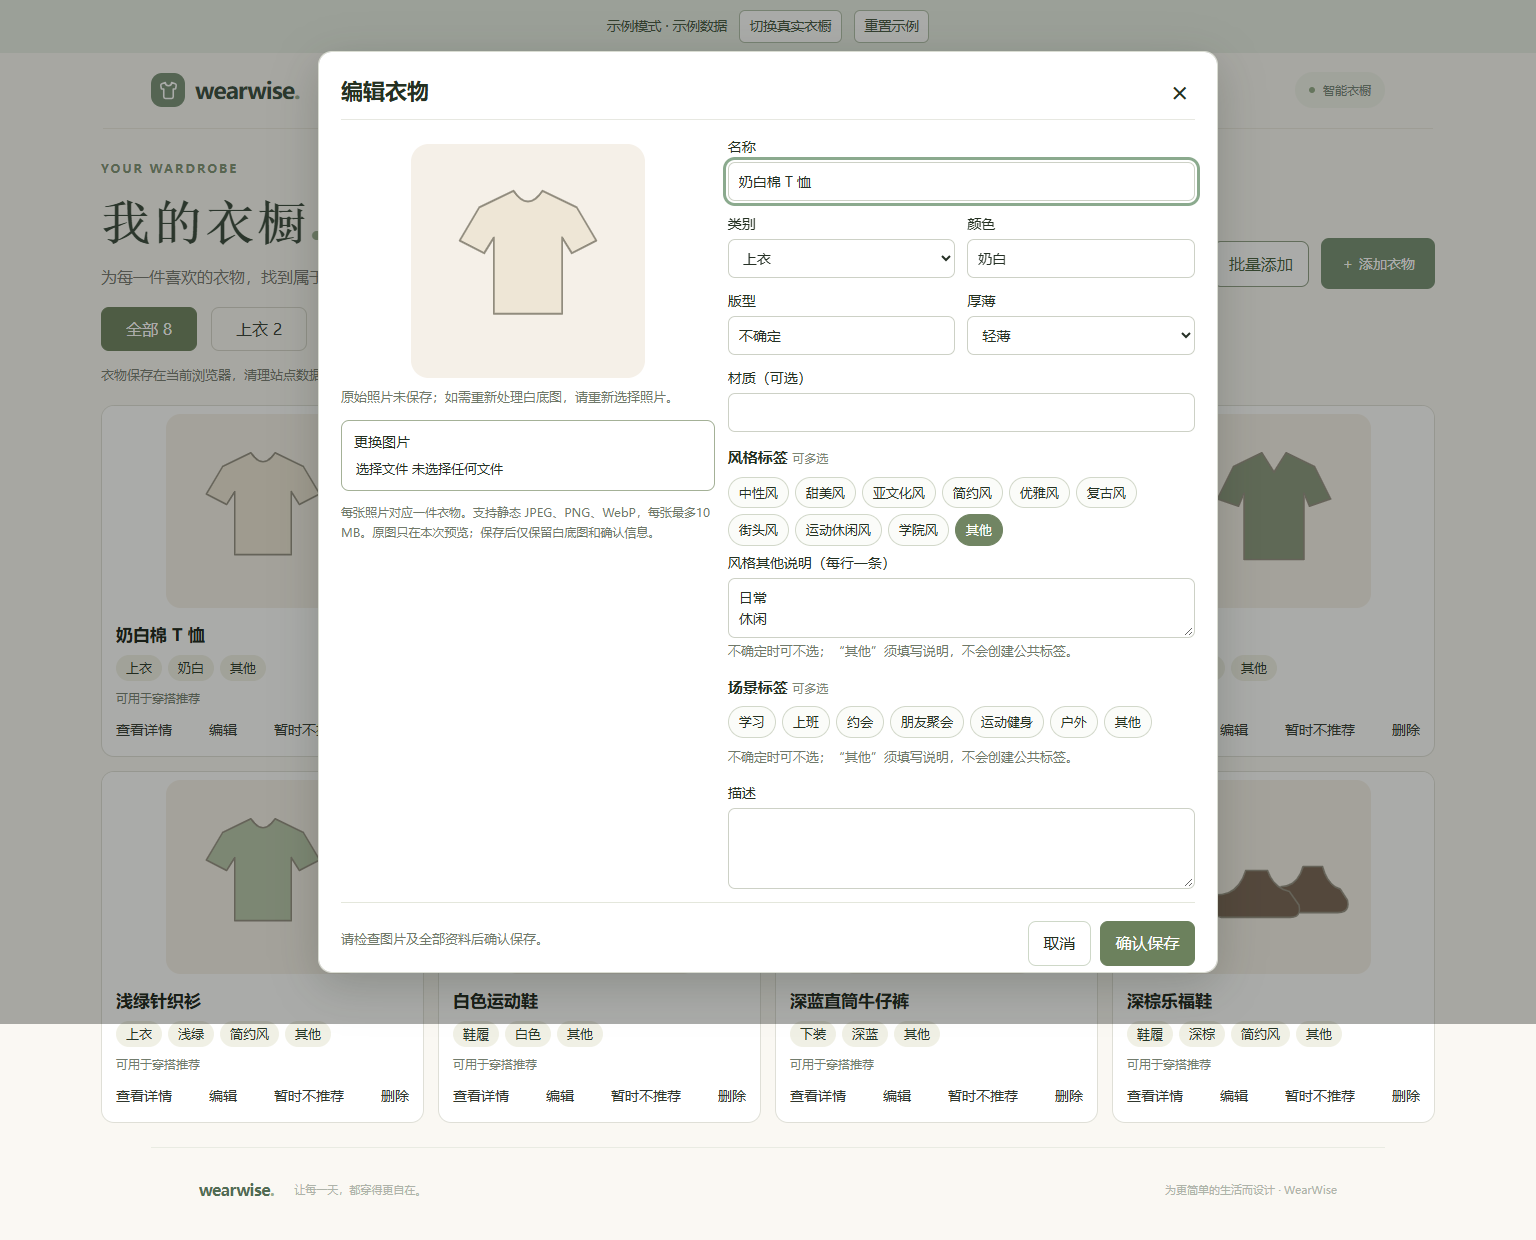 示例模式 · 示例数据 切换真实衣橱 重置示例
wearwise.
智能衣橱
YOUR WARDROBE
我的衣橱.
为每一件喜欢的衣物，找到属于
批量添加
+ 添加衣物
全部 8
上衣 2
衣物保存在当前浏览器，清理站点数据
编辑衣物
×
原始照片未保存；如需重新处理白底图，请重新选择照片。
更换图片
选择文件 未选择任何文件
每张照片对应一件衣物。支持静态 JPEG、PNG、WebP，每张最多10
MB。原图只在本次预览；保存后仅保留白底图和确认信息。
名称
奶白棉 T 恤
类别
颜色
上衣
奶白
版型
厚薄
不确定
轻薄
材质（可选）
风格标签 可多选
中性风 甜美风 亚文化风 简约风 优雅风 复古风
街头风 运动休闲风 学院风 其他
风格其他说明（每行一条）
日常
休闲
不确定时可不选；“其他”须填写说明，不会创建公共标签。
场景标签 可多选
学习 上班 约会 朋友聚会 运动健身 户外 其他
不确定时可不选；“其他”须填写说明，不会创建公共标签。
描述
请检查图片及全部资料后确认保存。
取消
确认保存
奶白棉 T 恤
上衣 奶白 其他
可用于穿搭推荐
查看详情 编辑 暂时不
其他
编辑 暂时不推荐 删除
浅绿针织衫
上衣 浅绿 简约风 其他
可用于穿搭推荐
查看详情 编辑 暂时不推荐 删除
白色运动鞋
鞋履 白色 其他
可用于穿搭推荐
查看详情 编辑 暂时不推荐 删除
深蓝直筒牛仔裤
下装 深蓝 其他
可用于穿搭推荐
查看详情 编辑 暂时不推荐 删除
深棕乐福鞋
鞋履 深棕 简约风 其他
可用于穿搭推荐
查看详情 编辑 暂时不推荐 删除
wearwise.
让每一天，都穿得更自在。
为更简单的生活而设计 · WearWise